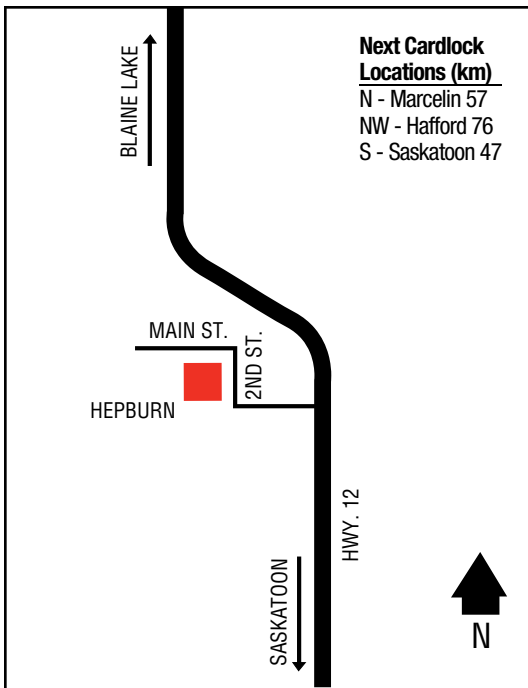 Next Cardlock
Locations (km)
N - Marcelin 57
NW - Hafford 76
S - Saskatoon 47
BLAINE LAKE
MAIN ST.
2ND ST.
HEPBURN
HWY. 12
SASKATOON
N